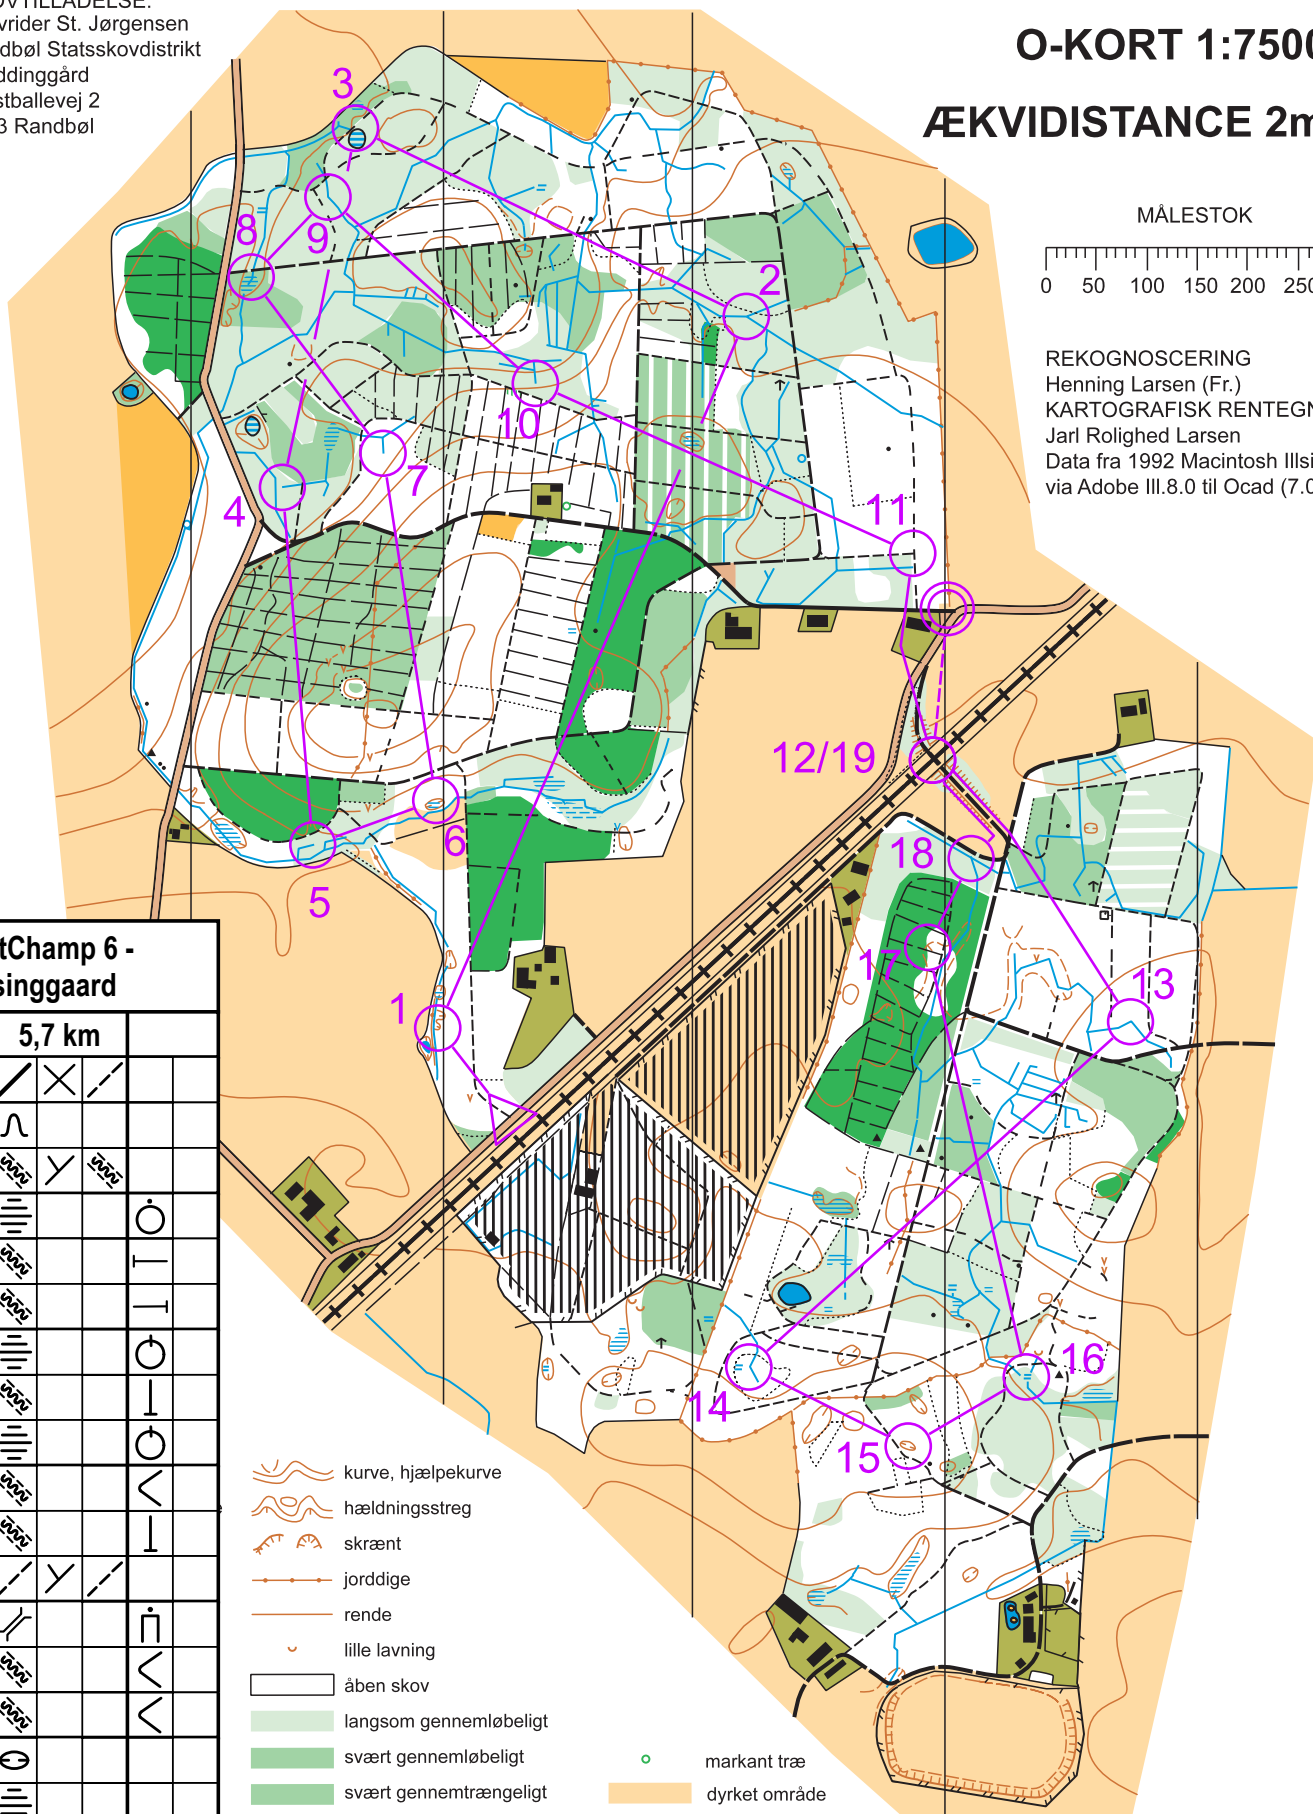 O-KORT 1:7500
ÆKVIDISTANCE 2m
vrider St. Jørgensen
dbøl Statsskovdistrikt
ddinggård
stballevej 2
3 Randbøl
MÅLESTOK
0 50 100 150 200 250
REKOGNOSCERING
Henning Larsen (Fr.)
KARTOGRAFISK RENTEGN
Jarl Rolighed Larsen
Data fra 1992 Macintosh Illsi
via Adobe Ill.8.0 til Ocad (7.0
3
8
9
2
10
7
4
11
12/19
6
5
18
17
13
1
16
14
15
tChamp 6 -
singgaard
5,7 km
kurve, hjælpekurve
hældningsstreg
skrænt
jorddige
rende
lille lavning
åben skov
langsom gennemløbeligt
svært gennemløbeligt
svært gennemtrængeligt
markant træ
dyrket område